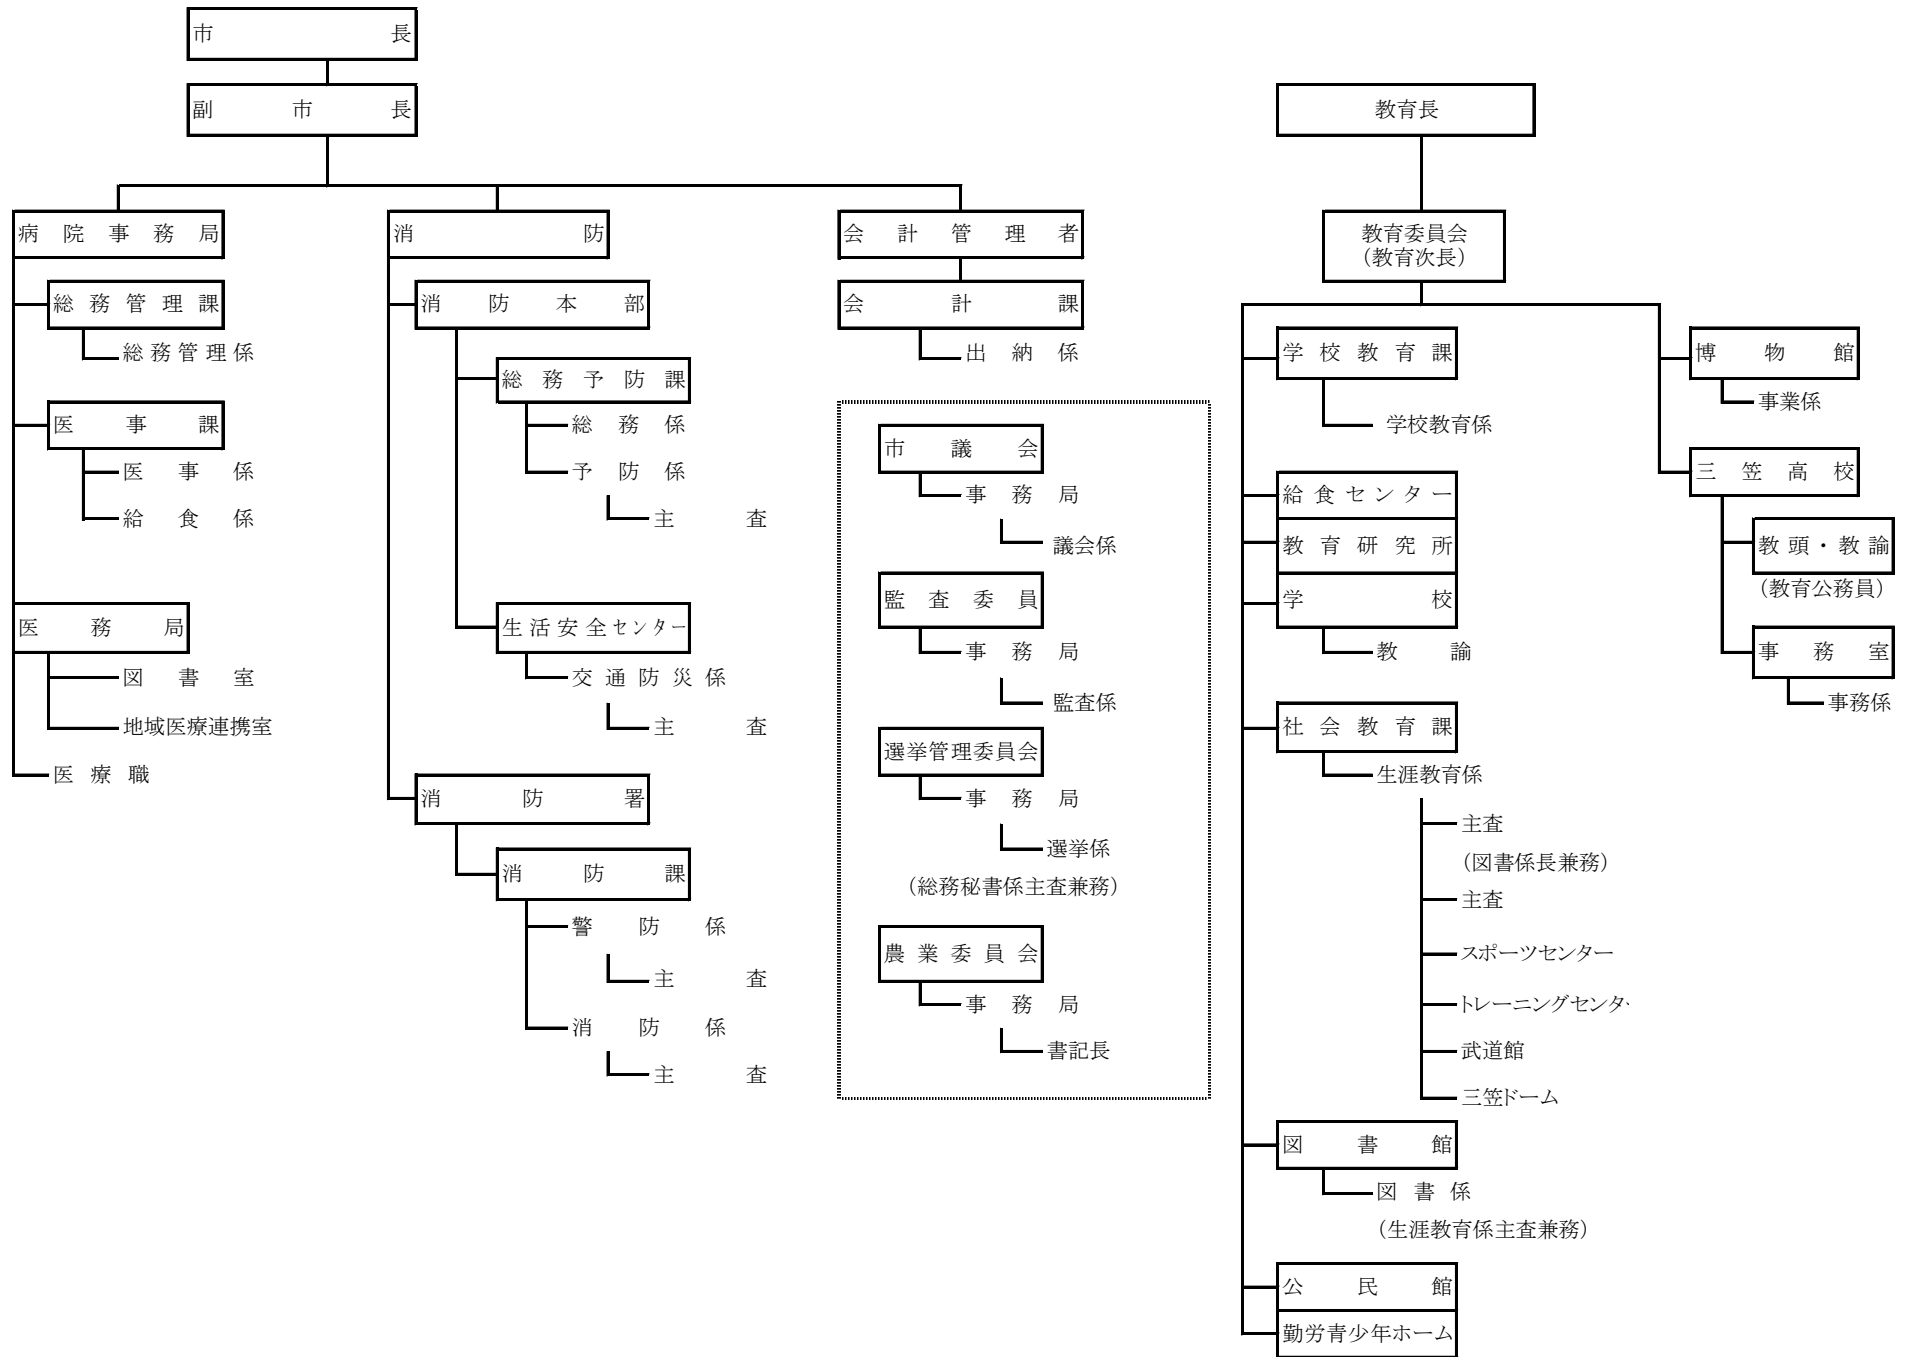 市長
副市長
病院事務局
総務管理課
総務管理係
医事課
医事係
給食係
医務局
図書室
地域医療連携室
医療職
消防
消防本部
総務予防課
総務係
予防係
主査
生活安全センター
交通防災係
主査
消防署
消防課
警防係
主査
消防係
主査
会計管理者
会計課
出納係
市議会
事務局
議会係
監査委員
事務局
監査係
選挙管理委員会
事務局
選挙係
（総務秘書係主査兼務）
農業委員会
事務局
書記長
教育長
教育委員会
（教育次長）
学校教育課
学校教育係
給食センター
教育研究所
学校
教諭
社会教育課
生涯教育係
主査
（図書係長兼務）
主査
スポーツセンター
トレーニングセンタ
武道館
三笠ドーム
図書館
図書係
（生涯教育係主査兼務）
公民館
勤労青少年ホーム
博物館
事業係
三笠高校
教頭・教諭
（教育公務員）
事務室
事務係